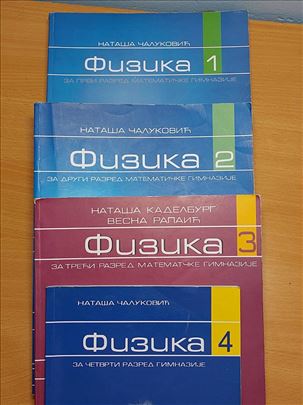 НАТАША ЧАЛУКОВИЋ
Физика 1
ЗА ПРВИ РАЗРЕД МАТЕМАТИЧКЕ ГИМНАЗИЈЕ
НАТАША ЧАЛУКОВИЋ
Физика 2
ЗА ДРУГИ РАЗРЕД МАТЕМАТИЧКЕ ГИМНАЗИЈЕ
НАТАША КАДЕЛБУРГ
ВЕСНА РАПАИЋ
Физика 3
ЗА ТРЕЋИ РАЗРЕД МАТЕМАТЧКЕ ГИМНАЗИЈЕ
НАТАША ЧАЛУКОВИЋ
Физика 4
ЗА ЧЕТВРТИ РАЗРЕД ГИМНАЗИЈЕ